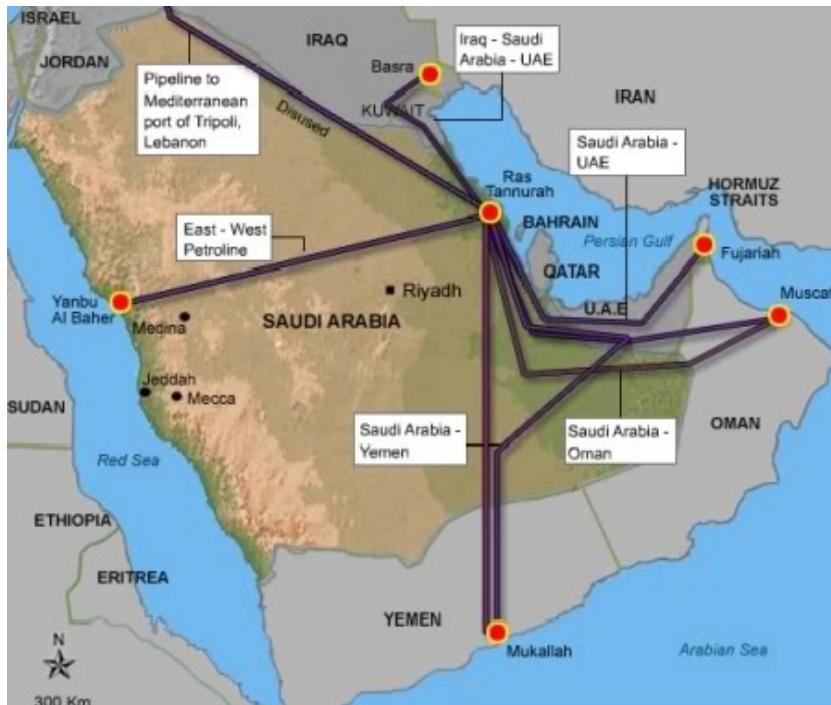 ISRAEL
JORDAN
IRAQ
Iraq - Saudi
Arabia - UAE
Basra
KUWAIT
IRAN
Pipeline to
Mediterranean
port of Tripoli,
Lebanon
Disused
Saudi Arabia -
UAE
Ras
Tannurah
HORMUZ
STRAITS
BAHRAIN
Persian Gulf
Fujariah
QATAR
East - West
Petroline
Riyadh
U.A.E
Muscat
Yanbu
Al Baher
Medina
SAUDI ARABIA
Jeddah
Mecca
SUDAN
Saudi Arabia -
Yemen
Saudi Arabia -
Oman
OMAN
Red Sea
ETHIOPIA
ERITREA
YEMEN
Mukallah
Arabian Sea
N
300 Km